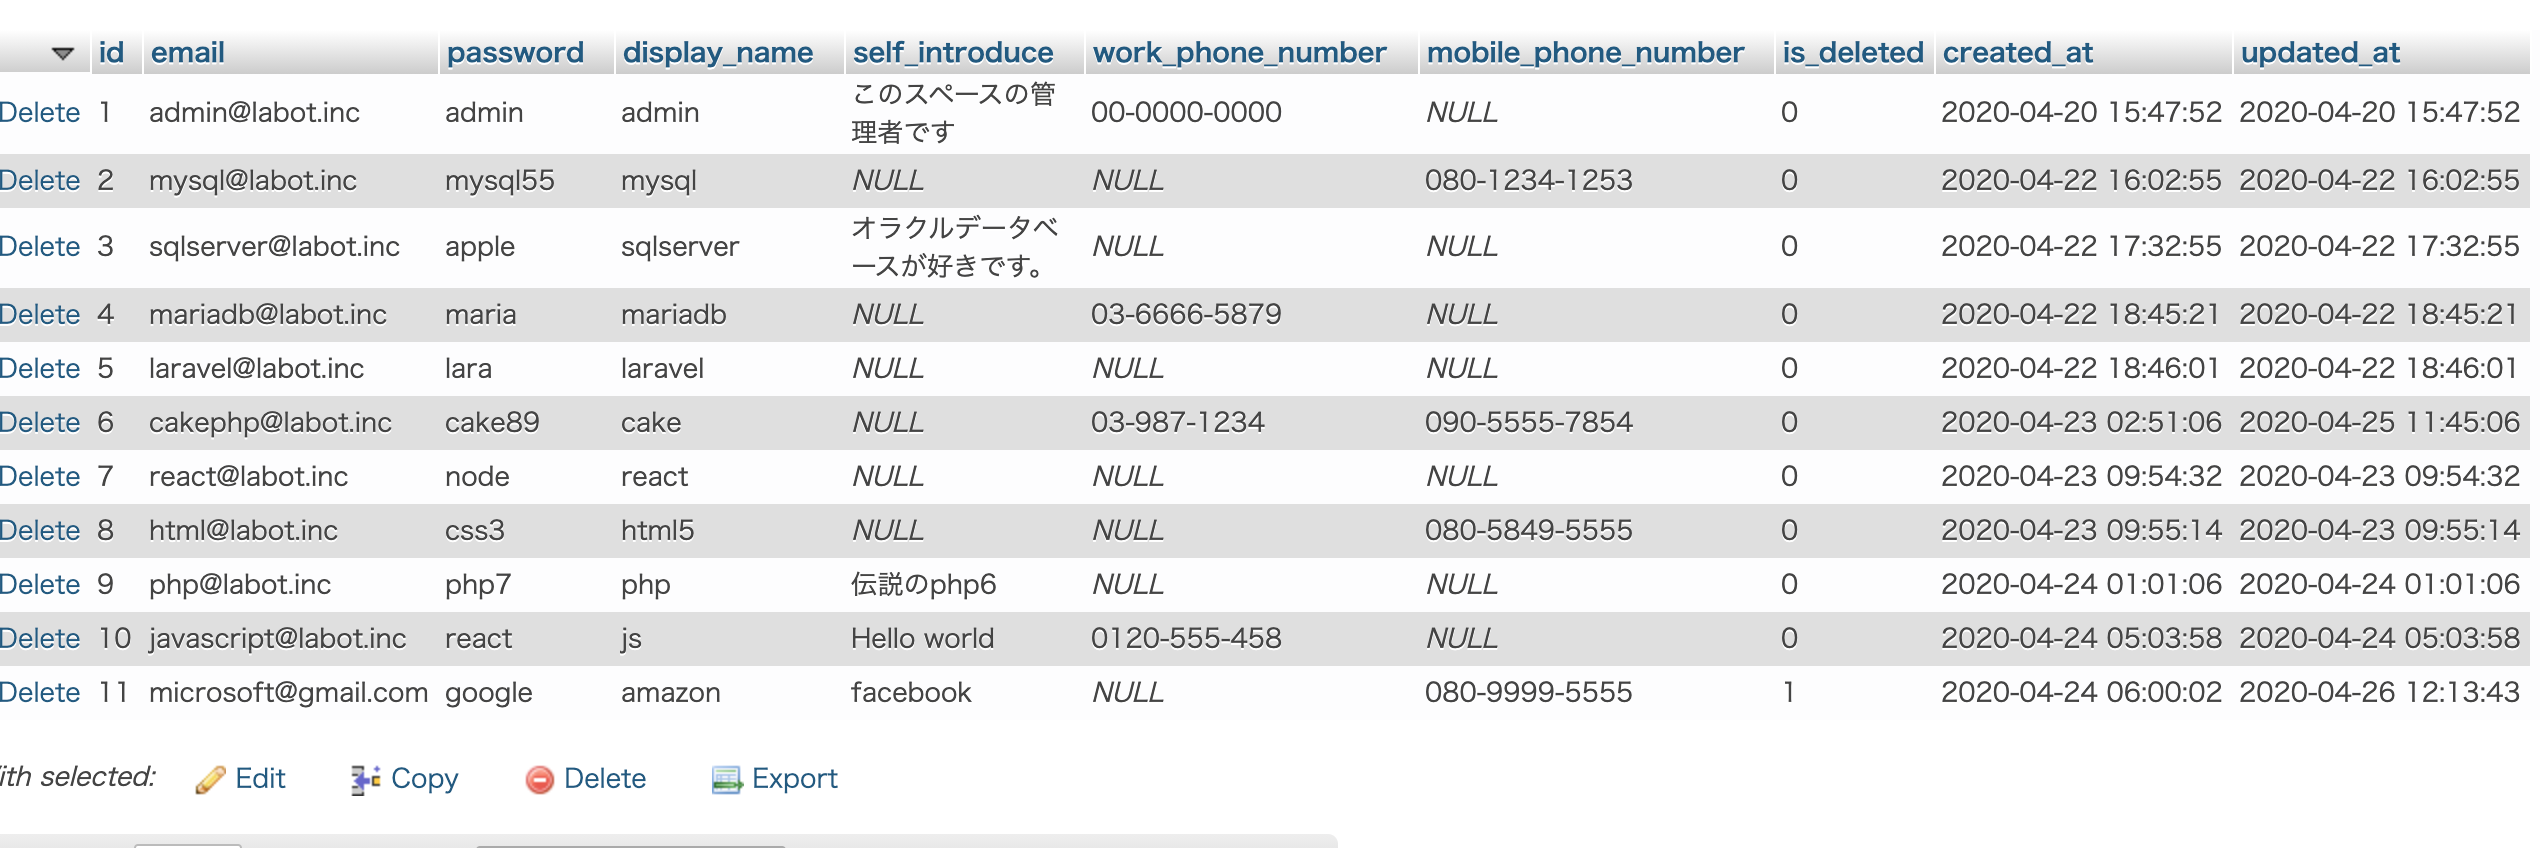 id email password display_name self_introduce work_phone_number mobile_phone_number is_deleted created_at updated_at
Delete 1 admin@labot.inc admin admin このスペースの管
理者です 00-0000-0000 NULL 0 2020-04-20 15:47:52 2020-04-20 15:47:52
Delete 2 mysql@labot.inc mysql55 mysql NULL NULL 080-1234-1253 0 2020-04-22 16:02:55 2020-04-22 16:02:55
Delete 3 sqlserver@labot.inc apple sqlserver オラクルデータベ
ースが好きです。 NULL NULL 0 2020-04-22 17:32:55 2020-04-22 17:32:55
Delete 4 mariadb@labot.inc maria mariadb NULL 03-6666-5879 NULL 0 2020-04-22 18:45:21 2020-04-22 18:45:21
Delete 5 laravel@labot.inc lara laravel NULL NULL NULL 0 2020-04-22 18:46:01 2020-04-22 18:46:01
Delete 6 cakephp@labot.inc cake89 cake NULL 03-987-1234 090-5555-7854 0 2020-04-23 02:51:06 2020-04-25 11:45:06
Delete 7 react@labot.inc node react NULL NULL NULL 0 2020-04-23 09:54:32 2020-04-23 09:54:32
Delete 8 html@labot.inc css3 html5 NULL NULL 080-5849-5555 0 2020-04-23 09:55:14 2020-04-23 09:55:14
Delete 9 php@labot.inc php7 php 伝説のphp6 NULL NULL 0 2020-04-24 01:01:06 2020-04-24 01:01:06
Delete 10 javascript@labot.inc react js Hello world 0120-555-458 NULL 0 2020-04-24 05:03:58 2020-04-24 05:03:58
Delete 11 microsoft@gmail.com google amazon facebook NULL 080-9999-5555 1 2020-04-24 06:00:02 2020-04-26 12:13:43
ith selected: Edit Copy Delete Export